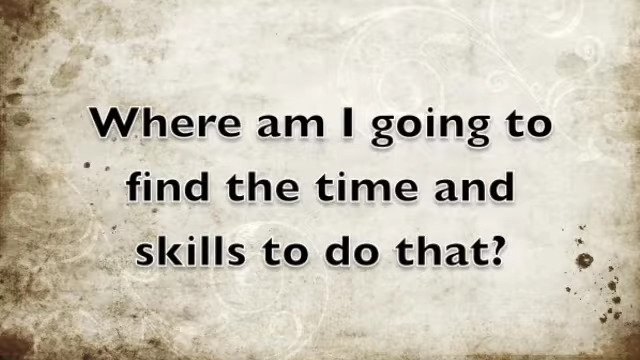 Where am I going to
find the time and
skills to do that?